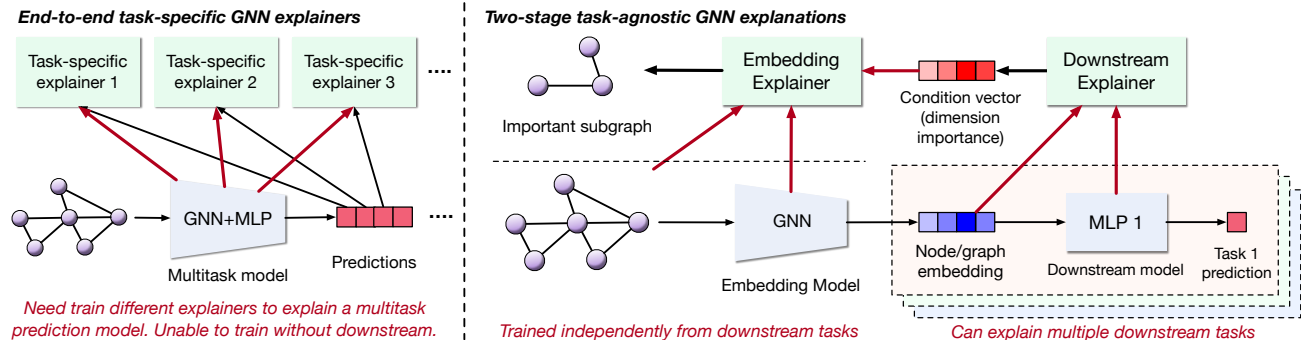 End-to-end task-specific GNN explainers
Task-specific
explainer 1
Task-specific
explainer 2
Task-specific
explainer 3
....
GNN+MLP
Multitask model
Predictions
....
Need train different explainers to explain a multitask
prediction model. Unable to train without downstream.
Two-stage task-agnostic GNN explanations
Important subgraph
Embedding
Explainer
Condition vector
(dimension
importance)
Downstream
Explainer
GNN
Embedding Model
Node/graph
embedding
MLP 1
Downstream model
Task 1
prediction
Trained independently from downstream tasks
Can explain multiple downstream tasks